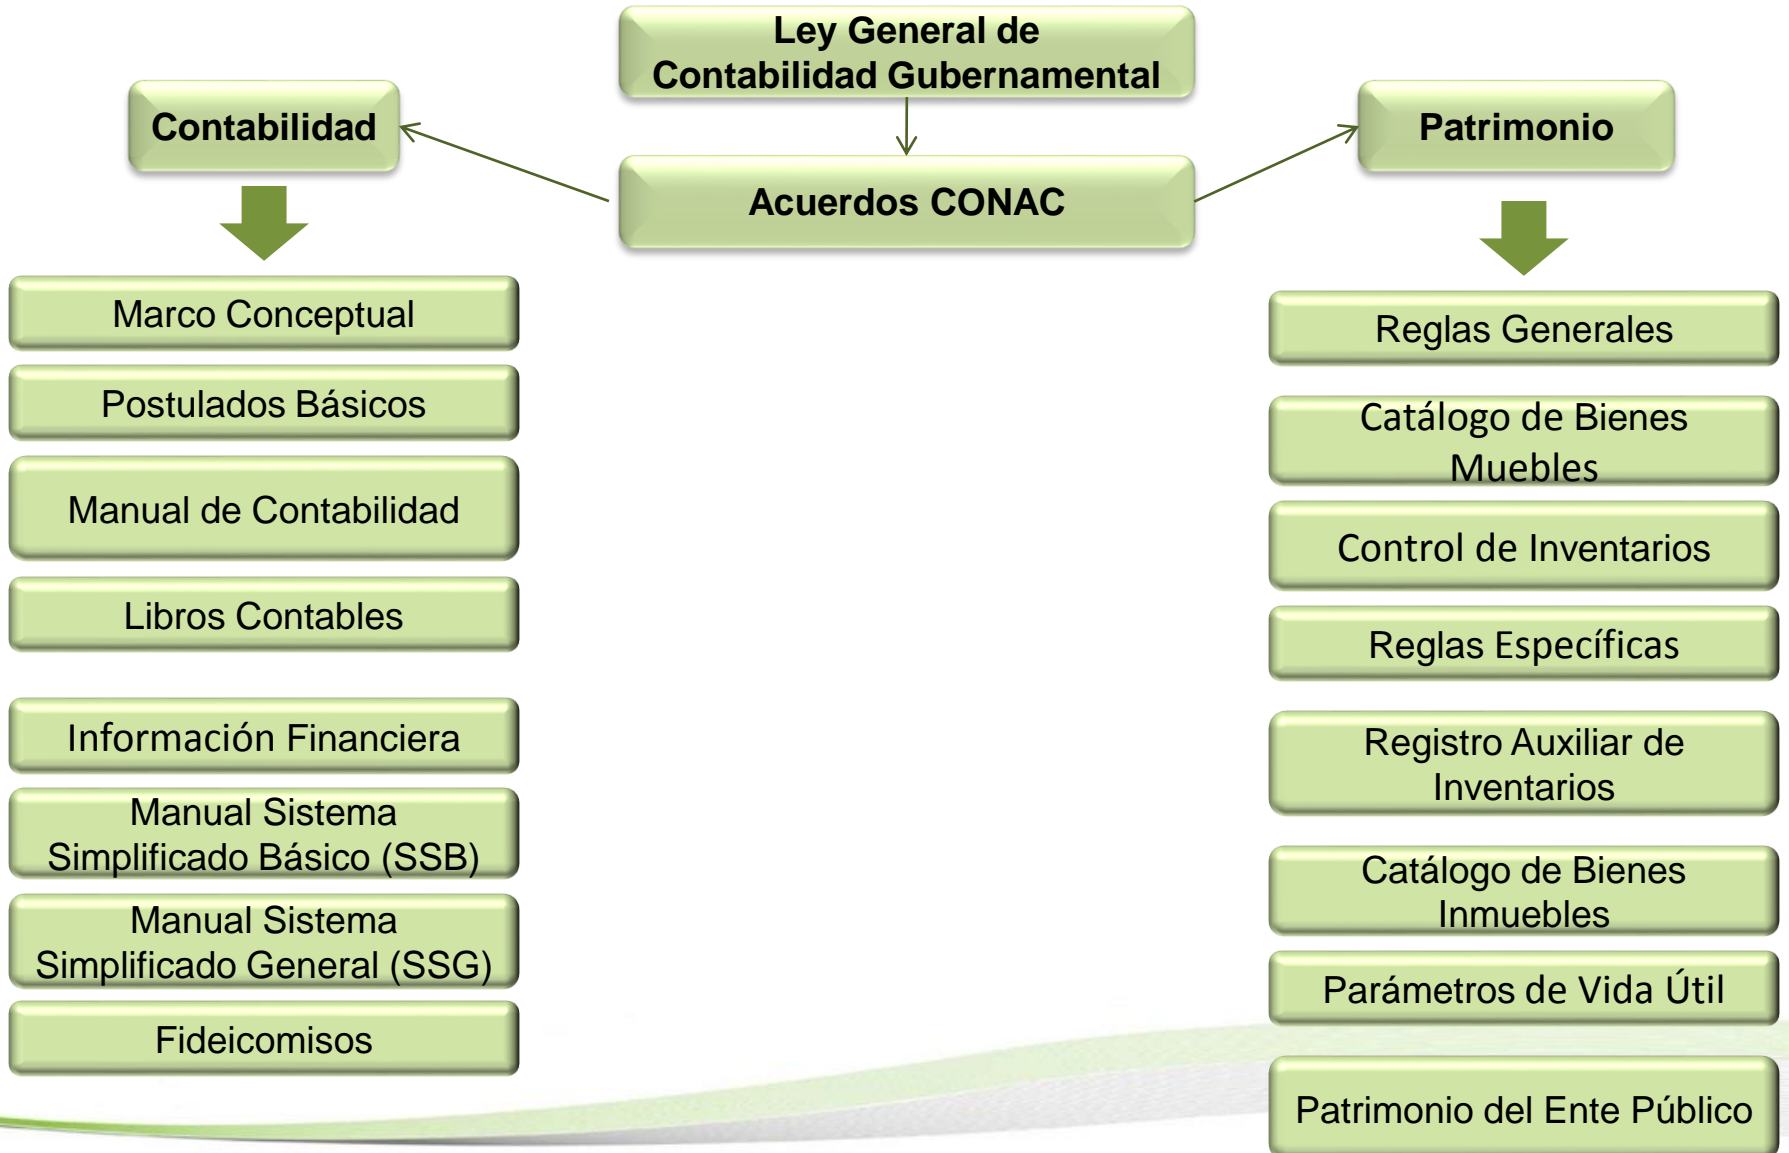 Ley General de
Contabilidad Gubernamental
Contabilidad
Patrimonio
Acuerdos CONAC
Marco Conceptual
Postulados Básicos
Manual de Contabilidad
Libros Contables
Información Financiera
Manual Sistema
Simplificado Básico (SSB)
Manual Sistema
Simplificado General (SSG)
Fideicomisos
Reglas Generales
Catálogo de Bienes
Muebles
Control de Inventarios
Reglas Específicas
Registro Auxiliar de
Inventarios
Catálogo de Bienes
Inmuebles
Parámetros de Vida Útil
Patrimonio del Ente Público